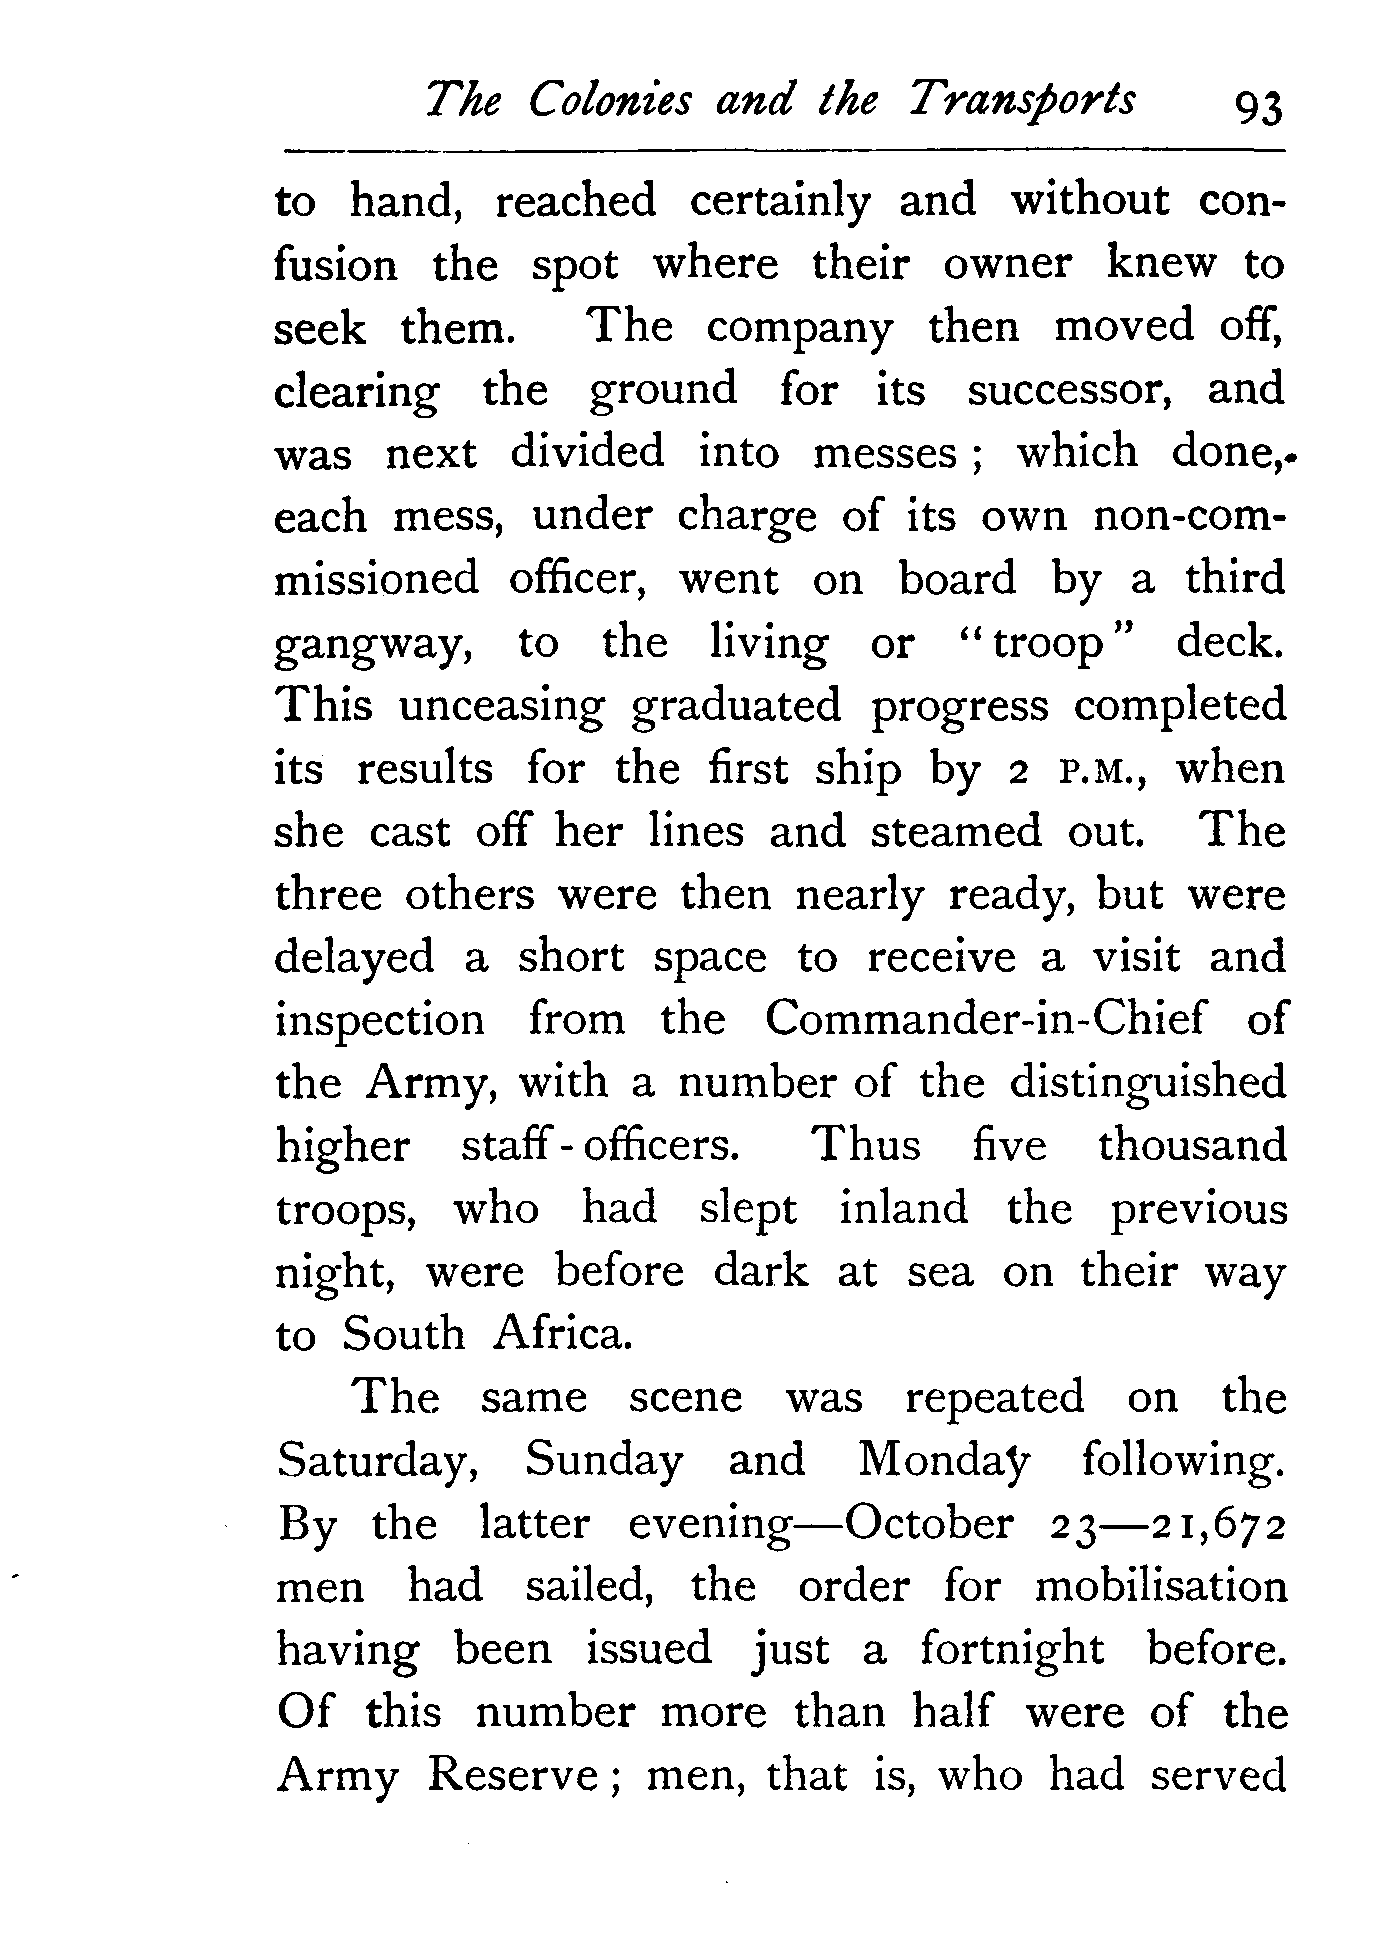 The Colonies and the Transports 93
to hand, reached certainly and without con-
fusion the spot where their owner knew to
seek them. The company then moved off,
clearing the ground for its successor, and
was next divided into messes ; which done,
each mess, under charge of its own non-com-
missioned officer, went on board by a third
gangway, to the living or "troop" deck.
This unceasing graduated progress completed
its results for the first ship by 2 P.M., when
she cast off her lines and steamed out. The
three others were then nearly ready, but were
delayed a short space to receive a visit and
inspection from the Commander-in-Chief of
the Army, with a number of the distinguished
higher staff-officers. Thus five thousand
troops, who had slept inland the previous
night, were before dark at sea on their way
to South Africa.
The same scene was repeated on the
Saturday, Sunday and Monday following.
By the latter evening—October 23—21,672
men had sailed, the order for mobilisation
having been issued just a fortnight before.
Of this number more than half were of the
Army Reserve ; men, that is, who had served